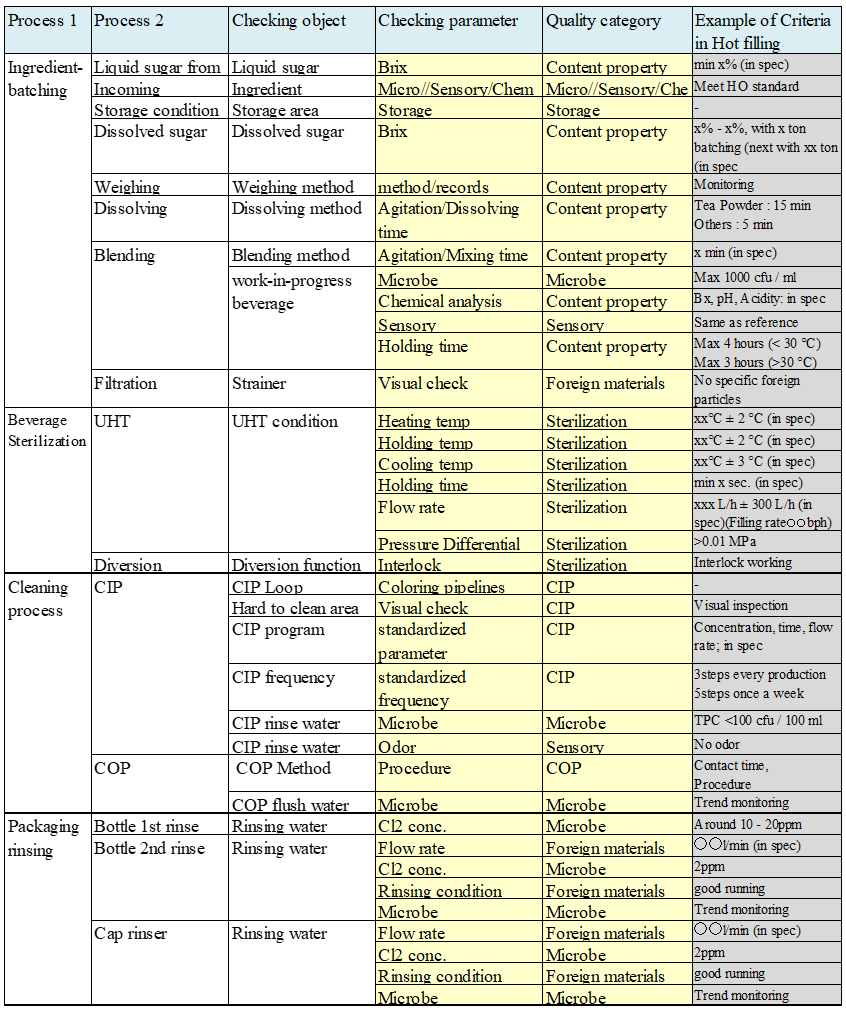 Process 1 Process 2 Checking object Checking parameter Quality category Example of Criteria
in Hot filling
Ingredient- Liquid sugar from Liquid sugar Brix Content property min x% (in spec)
batching Incoming Ingredient Micro//Sensory/Chem Micro//Sensory/Che Meet HO standard
Storage condition Storage area Storage Storage -
Dissolved sugar Dissolved sugar Brix Content property x% - x%, with x ton
batching (next with xx ton
(in spec
Weighing Weighing method method/records Content property Monitoring
Dissolving Dissolving method Agitation/Dissolving Content property Tea Powder : 15 min
time Others : 5 min
Blending Blending method Agitation/Mixing time Content property x min (in spec)
work-in-progress Microbe Microbe Max 1000 cfu / ml
beverage Chemical analysis Content property Bx, pH, Acidity: in spec
Sensory Sensory Same as reference
Holding time Content property Max 4 hours (< 30 °C)
Max 3 hours (>30 °C)
Filtration Strainer Visual check Foreign materials No specific foreign
particles
Beverage UHT UHT condition Heating temp Sterilization xx°C ± 2 °C (in spec)
Sterilization Holding temp Sterilization xx°C ± 2 °C (in spec)
Cooling temp Sterilization xx°C ± 3 °C (in spec)
Holding time Sterilization min x sec. (in spec)
Flow rate Sterilization xxx L/h ± 300 L/h (in
spec)(Filling rate○○bph)
Pressure Differential Sterilization >0.01 MPa
Diversion Diversion function Interlock Sterilization Interlock working
Cleaning CIP CIP Loop Coloring pipelines CIP -
process Hard to clean area Visual check CIP Visual inspection
CIP program standardized CIP Concentration, time, flow
parameter rate; in spec
CIP frequency standardized CIP 3steps every production
frequency 5steps once a week
CIP rinse water Microbe Microbe TPC <100 cfu / 100 ml
CIP rinse water Odor Sensory No odor
COP COP Method Procedure COP Contact time,
Procedure
COP flush water Microbe Microbe Trend monitoring
Packaging Bottle 1st rinse Rinsing water Cl2 conc. Microbe Around 10 - 20ppm
rinsing Bottle 2nd rinse Rinsing water Flow rate Foreign materials ○○l/min (in spec)
Cl2 conc. Microbe 2ppm
Rinsing condition Foreign materials good running
Microbe Microbe Trend monitoring
Cap rinser Rinsing water Flow rate Foreign materials ○○l/min (in spec)
Cl2 conc. Microbe 2ppm
Rinsing condition Foreign materials good running
Microbe Microbe Trend monitoring